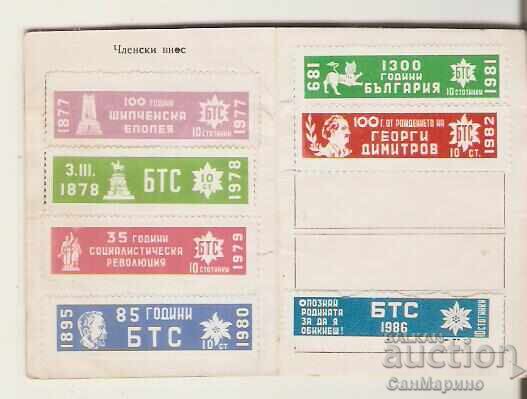 Членски внос
1877
100 ГОДИНИ
ШИПЧЕНСКА
ЕПОПЕЯ
БТС
10 СТОТИНКИ
1977
3.III.
1878
БТС
10
СТ
1978
35 ГОДИНИ
СОЦИАЛИСТИЧЕСКА
РЕВОЛЮЦИЯ
БТС
10 СТОТИНКИ
1979
1895
85 ГОДИНИ
БТС
10 СТ.
1980
681
1300
ГОДИНИ
БЪЛГАРИЯ
БТС
10 СТОТИНКИ
1981
100 Г. ОТ РОЖДЕНИЕТО НА
ГЕОРГИ
ДИМИТРОВ
БТС
10 СТ.
1982
ОПОЗНАЙ
РОДИНАТА
ЗА ДА Я
ОБИКНЕШ!
БТС
1986
10 СТОТИНКИ
БАЛКАН
auction
СанМарино